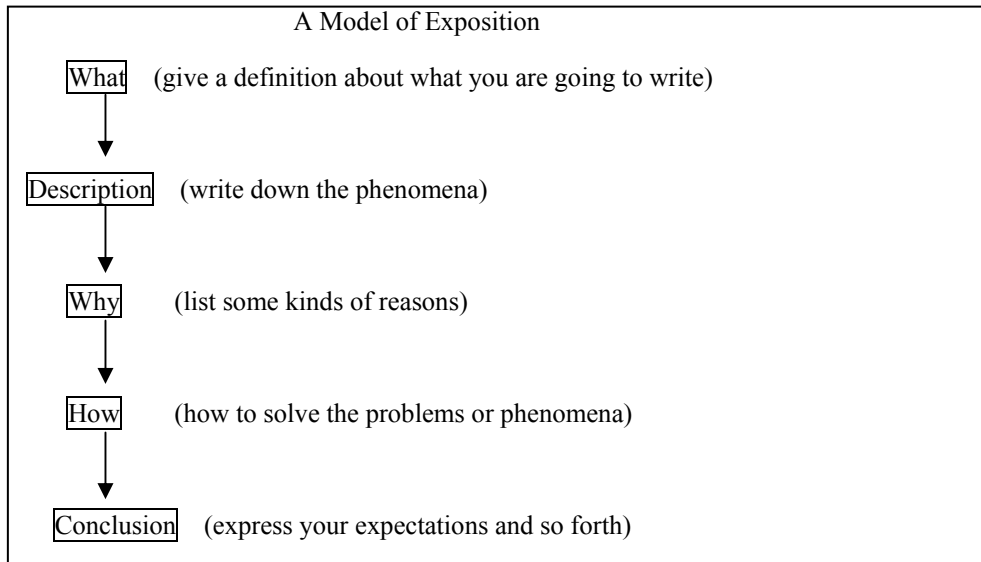 A Model of Exposition
What (give a definition about what you are going to write)
Description (write down the phenomena)
Why (list some kinds of reasons)
How (how to solve the problems or phenomena)
Conclusion (express your expectations and so forth)